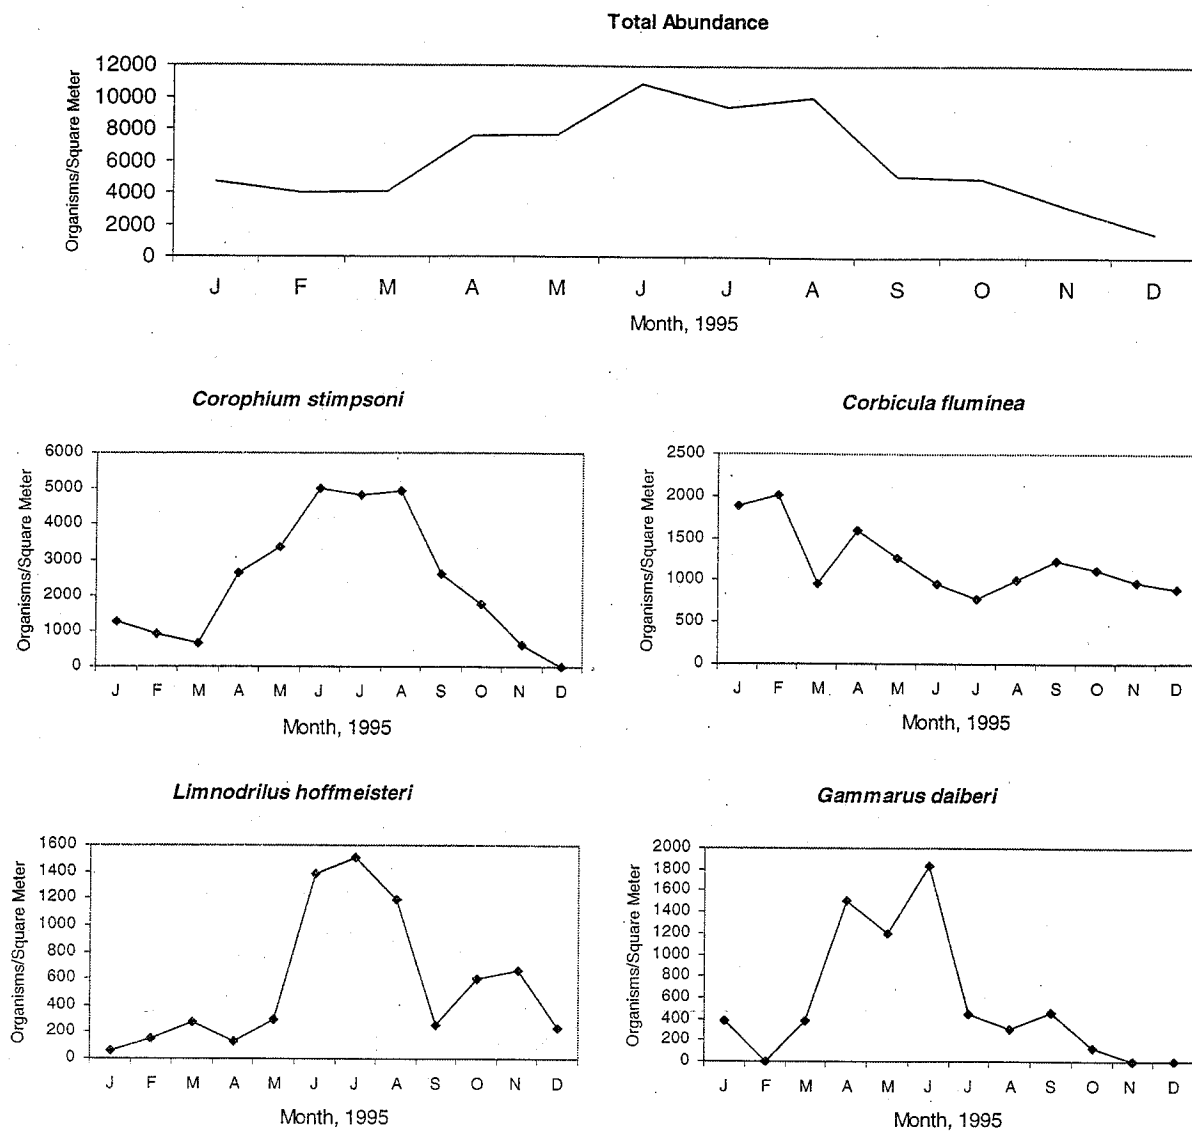 Total Abundance
Organisms/Square Meter
12000
10000
8000
6000
4000
2000
0
J F M A M J J A S O N D
Month, 1995
Corophium stimpsoni
Organisms/Square Meter
6000
5000
4000
3000
2000
1000
0
J F M A M J J A S O N D
Month, 1995
Corbicula fluminea
Organisms/Square Meter
2500
2000
1500
1000
500
0
J F M A M J J A S O N D
Month, 1995
Limnodrilus hoffmeisteri
Organisms/Square Meter
1600
1400
1200
1000
800
600
400
200
0
J F M A M J J A S O N D
Month, 1995
Gammarus daiberi
Organisms/Square Meter
2000
1800
1600
1400
1200
1000
800
600
400
200
0
J F M A M J J A S O N D
Month, 1995